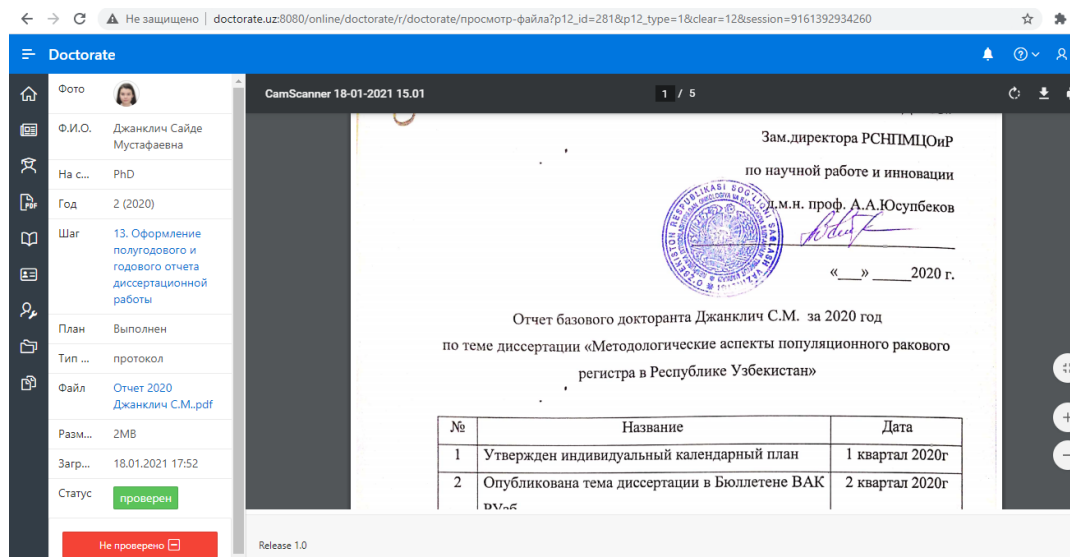 Не защищено
doctorate.uz:8080/online/doctorate/r/doctorate/просмотр-файла?p12_id=281&p12_type=1&clear=12&session=9161392934260
Doctorate
Фото
Ф.И.О. Джанклич Сайде
Мустафаевна
На с... PhD
Год 2 (2020)
Шаг 13. Оформление
полугодового и
годового отчета
диссертационной
работы
План Выполнен
Тип ... протокол
Файл Отчет 2020
Джанклич С.М..pdf
Разм... 2MB
Загр... 18.01.2021 17:52
Статус проверен
Не проверено
CamScanner 18-01-2021 15.01
1 / 5
Зам.директора РСНПМЦОиР
по научной работе и инновации
д.м.н. проф. А.А.Юсупбеков
«___» _____2020 г.
Отчет базового докторанта Джанклич С.М. за 2020 год
по теме диссертации «Методологические аспекты популяционного ракового
регистра в Республике Узбекистан»
№ Название Дата
1 Утвержден индивидуальный календарный план 1 квартал 2020г
2 Опубликована тема диссертации в Бюллетене ВАК 2 квартал 2020г
РУзб
Release 1.0